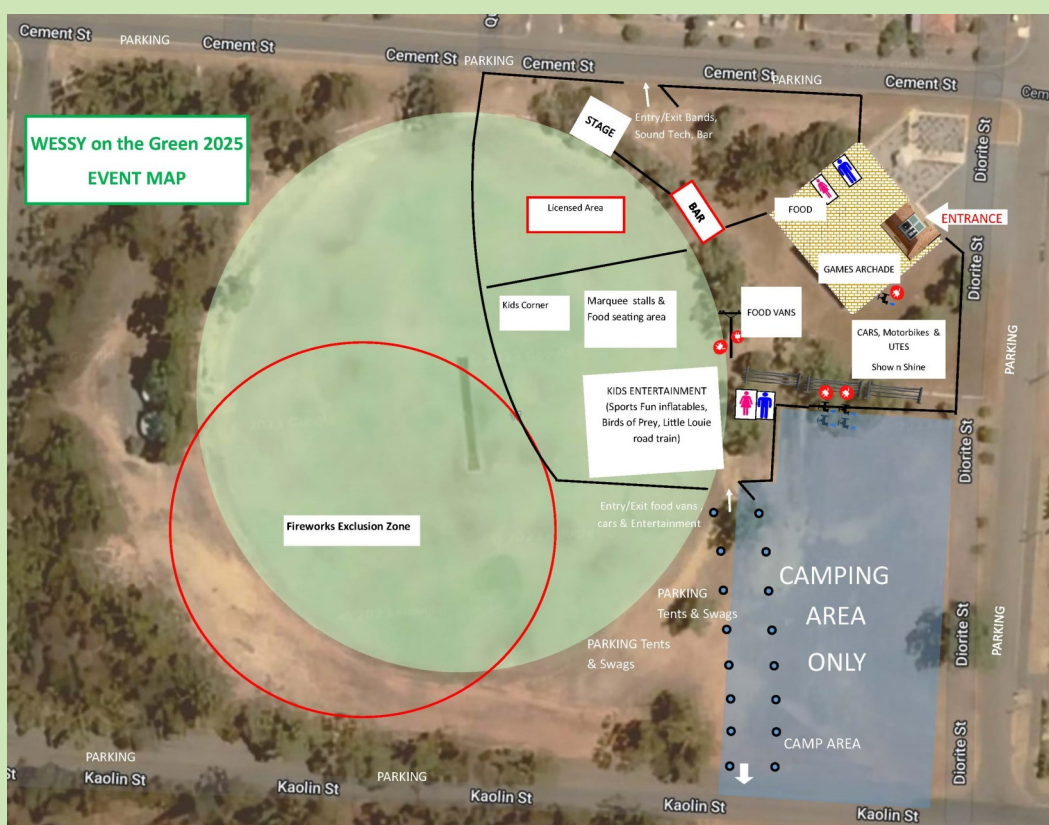 Cement St
PARKING
Cement St
Cement St
PARKING
Cement St
Cement St
PARKING
Cement St
WESSY on the Green 2025
EVENT MAP
STAGE
Entry/Exit Bands,
Sound Tech, Bar
Diorite St
Licensed Area
BAR
FOOD
ENTRANCE
Diorite St
GAMES ARCHADE
Kids Corner
Marquee stalls &
Food seating area
FOOD VANS
CARS, Motorbikes &
UTES
Show n Shine
PARKING
KIDS ENTERTAINMENT
(Sports Fun inflatables,
Birds of Prey, Little Louie
road train)
Diorite St
Entry/Exit food vans,
cars & Entertainment
Fireworks Exclusion Zone
CAMPING
AREA
ONLY
PARKING
Tents & Swags
PARKING Tents
& Swags
Diorite St
PARKING
CAMP AREA
Diorite St
PARKING
Kaolin St
PARKING
Kaolin St
Kaolin St
Kaolin St